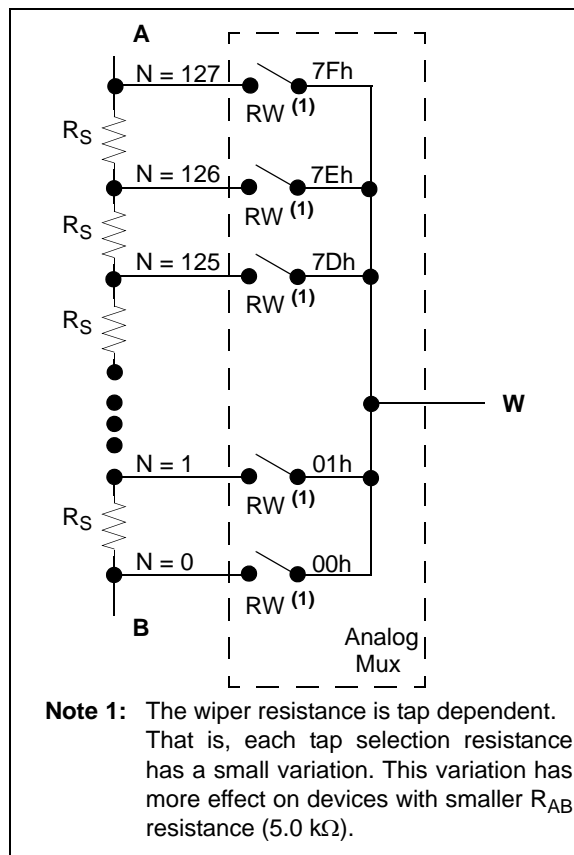 A
N = 127
7Fh
RW (1)
RS
N = 126
7Eh
RW (1)
RS
N = 125
7Dh
RW (1)
RS
W
N = 1
01h
RW (1)
RS
N = 0
00h
RW (1)
B
Analog
Mux
Note 1: The wiper resistance is tap dependent.
That is, each tap selection resistance
has a small variation. This variation has
more effect on devices with smaller RAB
resistance (5.0 kΩ).